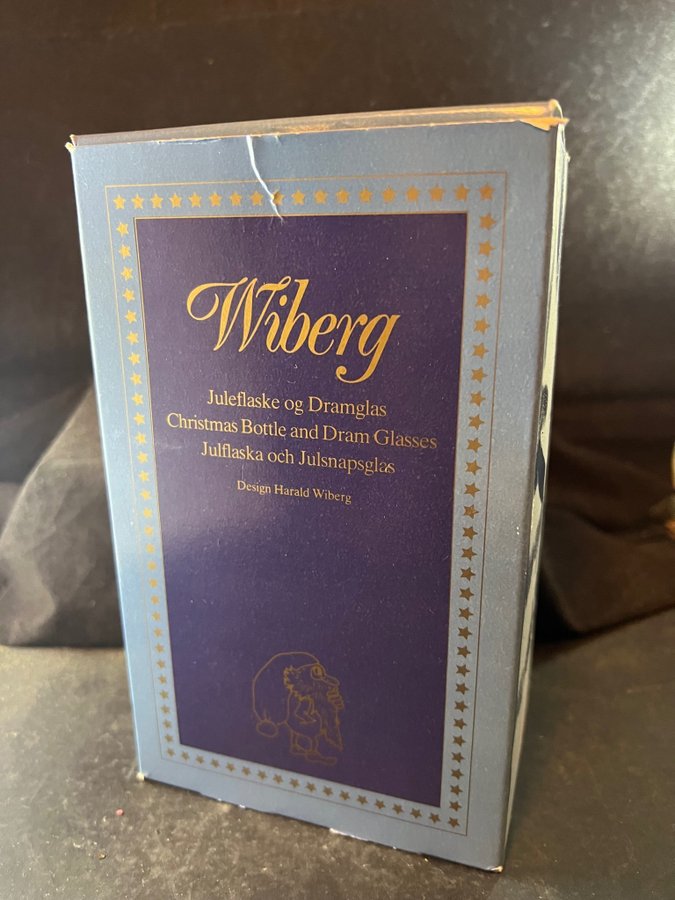 Wiberg
Juleflaske og Dramglas
Christmas Bottle and Dram Glasses
Julflaska och Julsnapsglas
Design Harald Wiberg